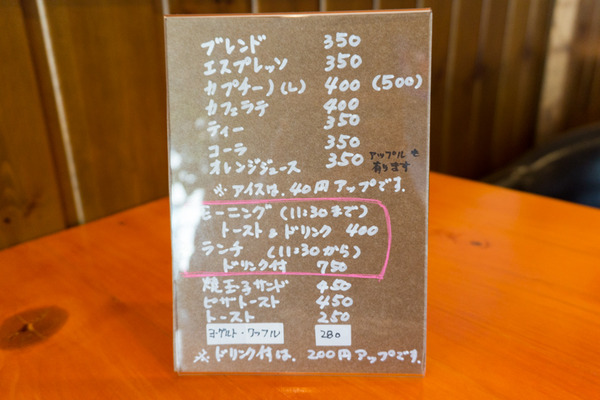 ブレンド 350
エスプレッソ 350
カプチーノ(L) 400 (500)
カフェラテ 400
ティー 350
コーラ 350
オレンジジュース 350 アップルも
有ります
※アイスは、40円アップです。
モーニング (11:30まで)
トースト&ドリンク 400
ランチ (11:30から)
ドリンク付 750
焼玉子サンド 450
ピザトースト 450
トースト 250
ヨーグルト・ワッフル 280
※ドリンク付は、200円アップです。